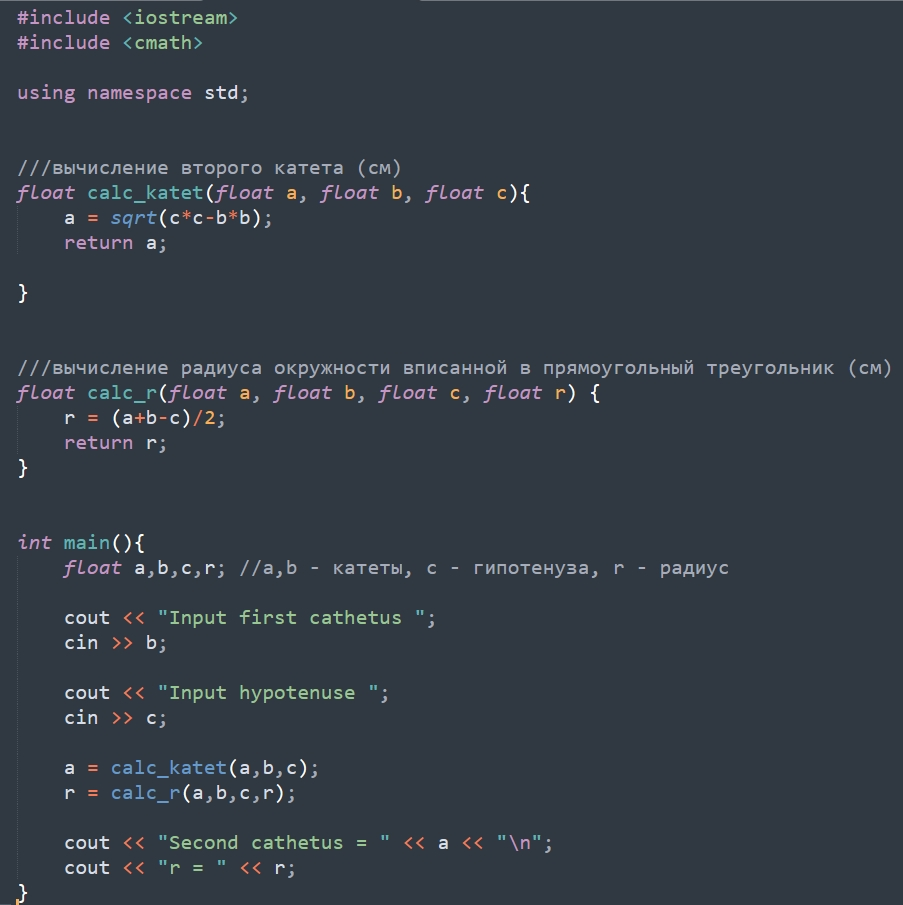 #include <iostream>
#include <cmath>
using namespace std;
///вычисление второго катета (см)
float calc_katet(float a, float b, float c){
    a = sqrt(c*c-b*b);
    return a;
}
///вычисление радиуса окружности вписанной в прямоугольный треугольник (см)
float calc_r(float a, float b, float c, float r) {
    r = (a+b-c)/2;
    return r;
}
int main(){
    float a,b,c,r; //a,b - катеты, с - гипотенуза, r - радиус
    cout << "Input first cathetus ";
    cin >> b;
    cout << "Input hypotenuse ";
    cin >> c;
    a = calc_katet(a,b,c);
    r = calc_r(a,b,c,r);
    cout << "Second cathetus = " << a << "\n";
    cout << "r = " << r;
}